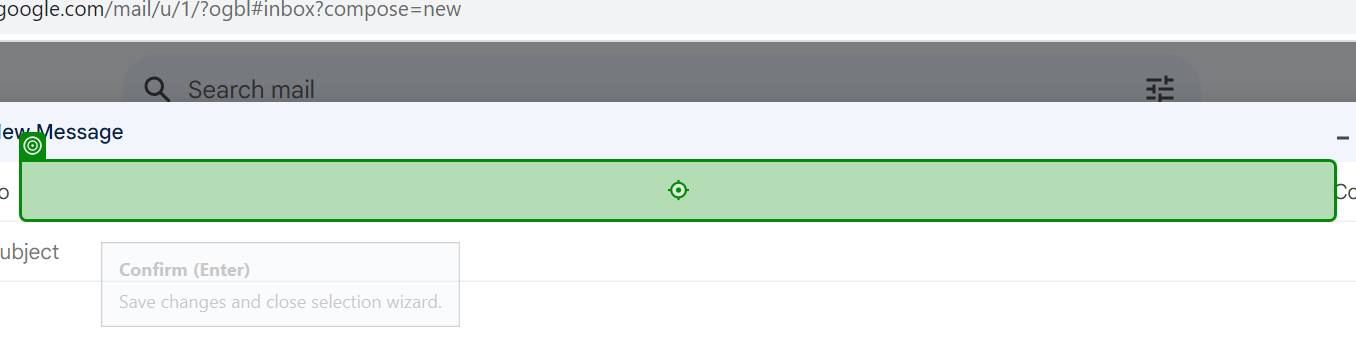 google.com/mail/u/1/?ogbl#inbox?compose=new
Search mail
ew Message
o
Co
ubject
Confirm (Enter)
Save changes and close selection wizard.